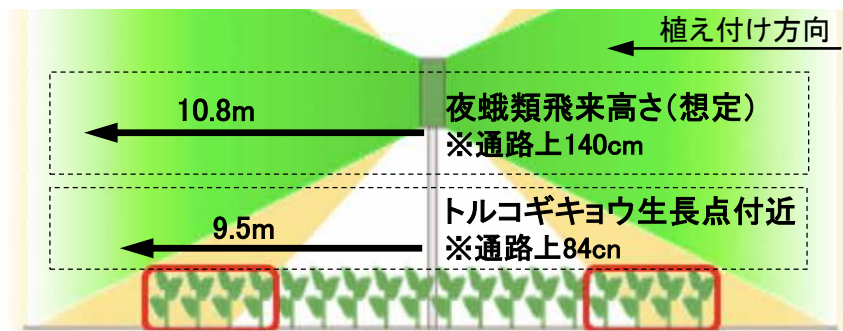 植え付け方向
10.8m
夜蛾類飛来高さ(想定)
※通路上140cm
9.5m
トルコギキョウ生長点付近
※通路上84cn